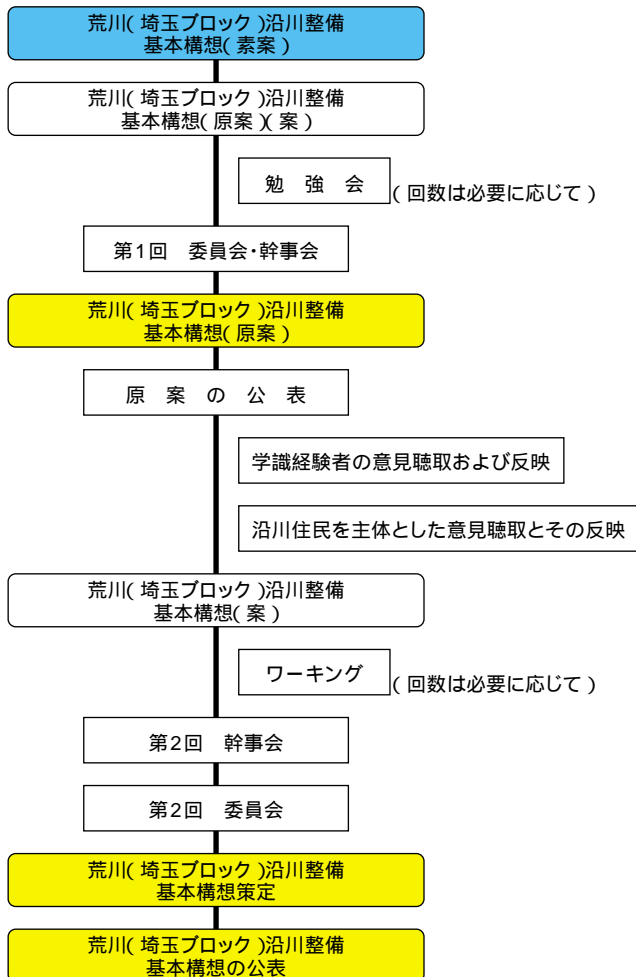 荒川(埼玉ブロック)沿川整備
基本構想(素案)
荒川(埼玉ブロック)沿川整備
基本構想(原案)(案)
勉 強 会
(回数は必要に応じて)
第1回 委員会・幹事会
荒川(埼玉ブロック)沿川整備
基本構想(原案)
原 案 の 公 表
学識経験者の意見聴取および反映
沿川住民を主体とした意見聴取とその反映
荒川(埼玉ブロック)沿川整備
基本構想(案)
ワーキング
(回数は必要に応じて)
第2回 幹事会
第2回 委員会
荒川(埼玉ブロック)沿川整備
基本構想策定
荒川(埼玉ブロック)沿川整備
基本構想の公表